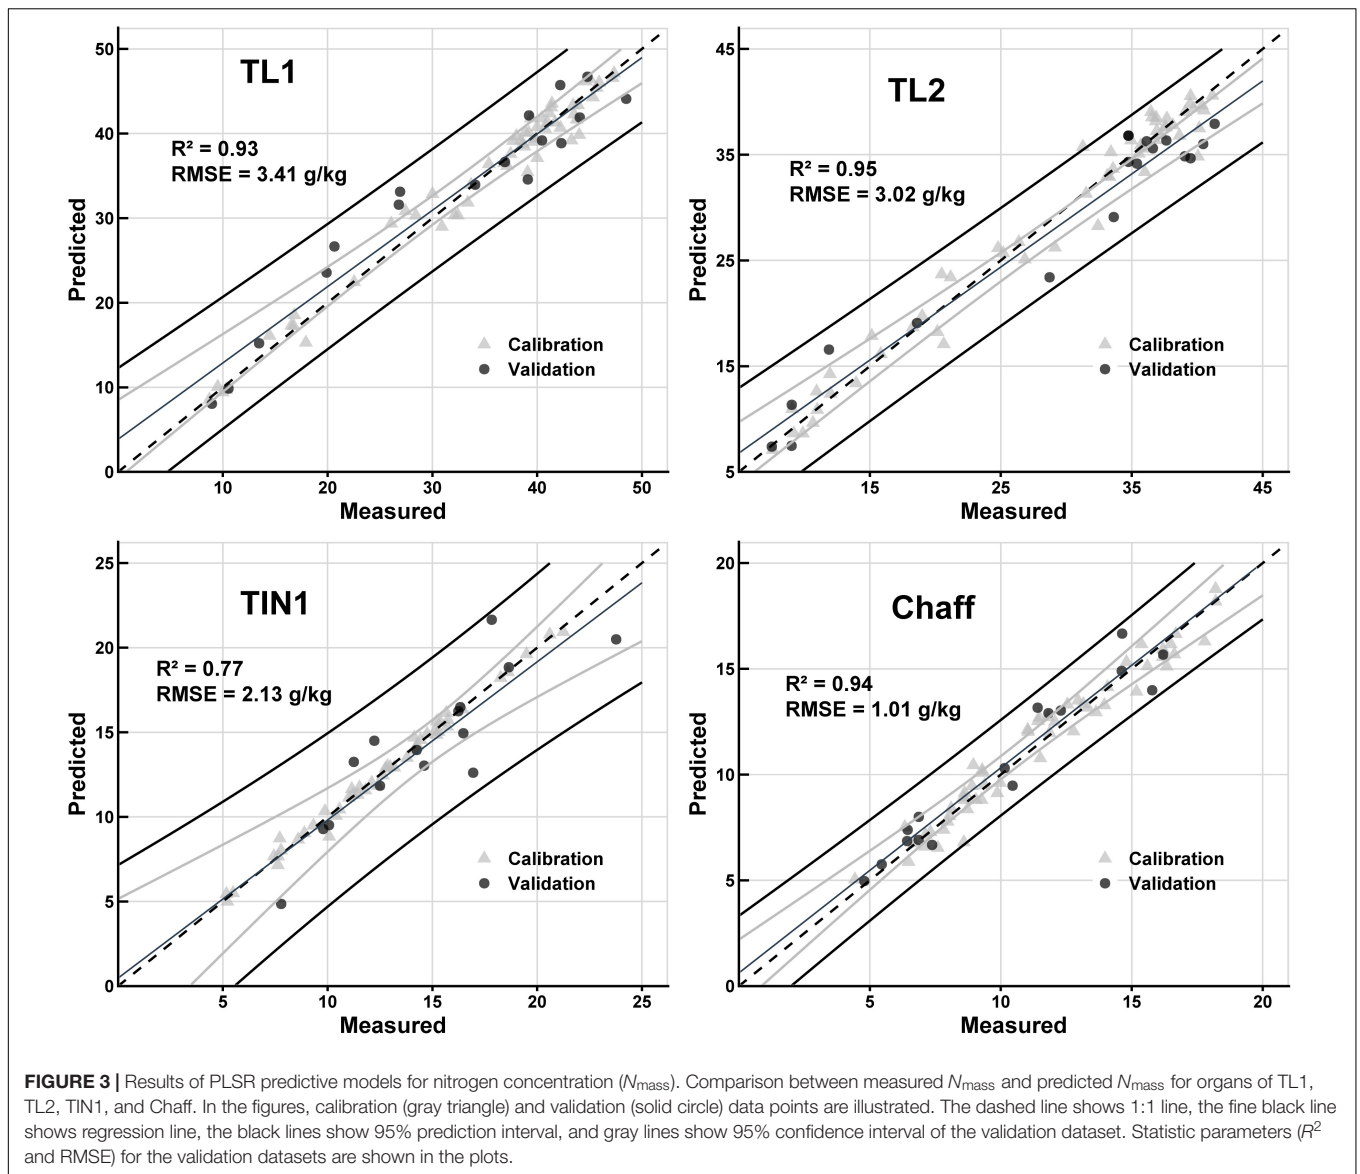 TL1
R² = 0.93
RMSE = 3.41 g/kg
Predicted
50
40
30
20
10
0
10 20 30 40 50
Measured
Calibration
Validation
TL2
R² = 0.95
RMSE = 3.02 g/kg
Predicted
45
35
25
15
5
15 25 35 45
Measured
Calibration
Validation
TIN1
R² = 0.77
RMSE = 2.13 g/kg
Predicted
25
20
15
10
5
0
5 10 15 20 25
Measured
Calibration
Validation
Chaff
R² = 0.94
RMSE = 1.01 g/kg
Predicted
20
15
10
5
0
5 10 15 20
Measured
Calibration
Validation
FIGURE 3 | Results of PLSR predictive models for nitrogen concentration (Nmass). Comparison between measured Nmass and predicted Nmass for organs of TL1,
TL2, TIN1, and Chaff. In the figures, calibration (gray triangle) and validation (solid circle) data points are illustrated. The dashed line shows 1:1 line, the fine black line
shows regression line, the black lines show 95% prediction interval, and gray lines show 95% confidence interval of the validation dataset. Statistic parameters (R²
and RMSE) for the validation datasets are shown in the plots.